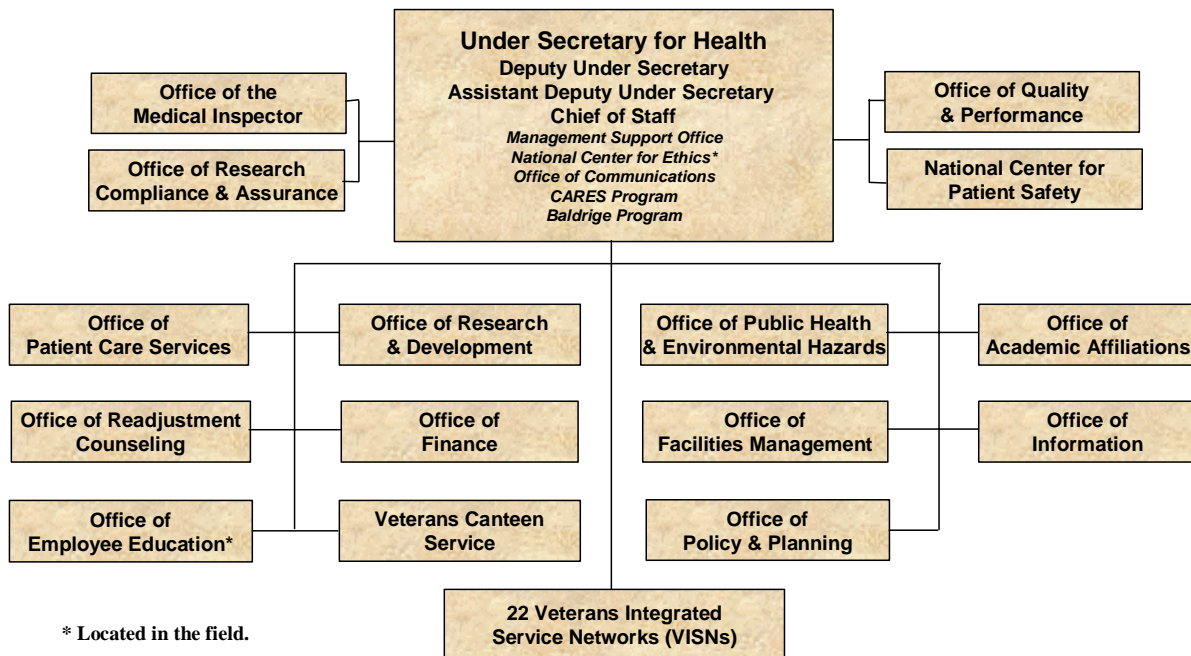 Under Secretary for Health
Deputy Under Secretary
Assistant Deputy Under Secretary
Chief of Staff
Management Support Office
National Center for Ethics*
Office of Communications
CARES Program
Baldrige Program
Office of the
Medical Inspector
Office of Research
Compliance & Assurance
Office of Quality
& Performance
National Center for
Patient Safety
Office of
Patient Care Services
Office of Research
& Development
Office of Public Health
& Environmental Hazards
Office of
Academic Affiliations
Office of Readjustment
Counseling
Office of
Finance
Office of
Facilities Management
Office of
Information
Office of
Employee Education*
Veterans Canteen
Service
Office of
Policy & Planning
22 Veterans Integrated
Service Networks (VISNs)
* Located in the field.